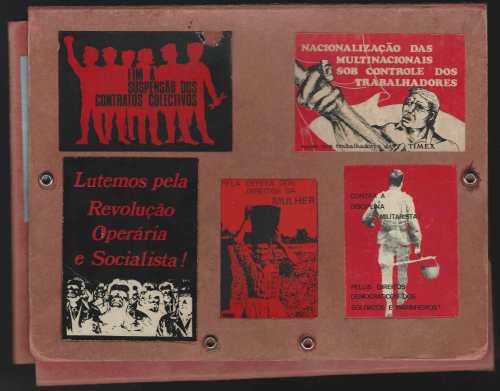 FIM À
SUSPENSÃO DOS
CONTRATOS COLECTIVOS
NACIONALIZAÇÃO DAS
MULTINACIONAIS
SOB CONTROLE DOS
TRABALHADORES
TIMEX
Lutemos pela
Revolução
Operária
e Socialista!
PELA DEFESA DOS
DIREITOS DA
MULHER
CONTRA A
DISCIPLINA
MILITARISTA
PELOS DIREITOS
DEMOCRATICOS DOS
SOLDADOS E MARINHEIROS!